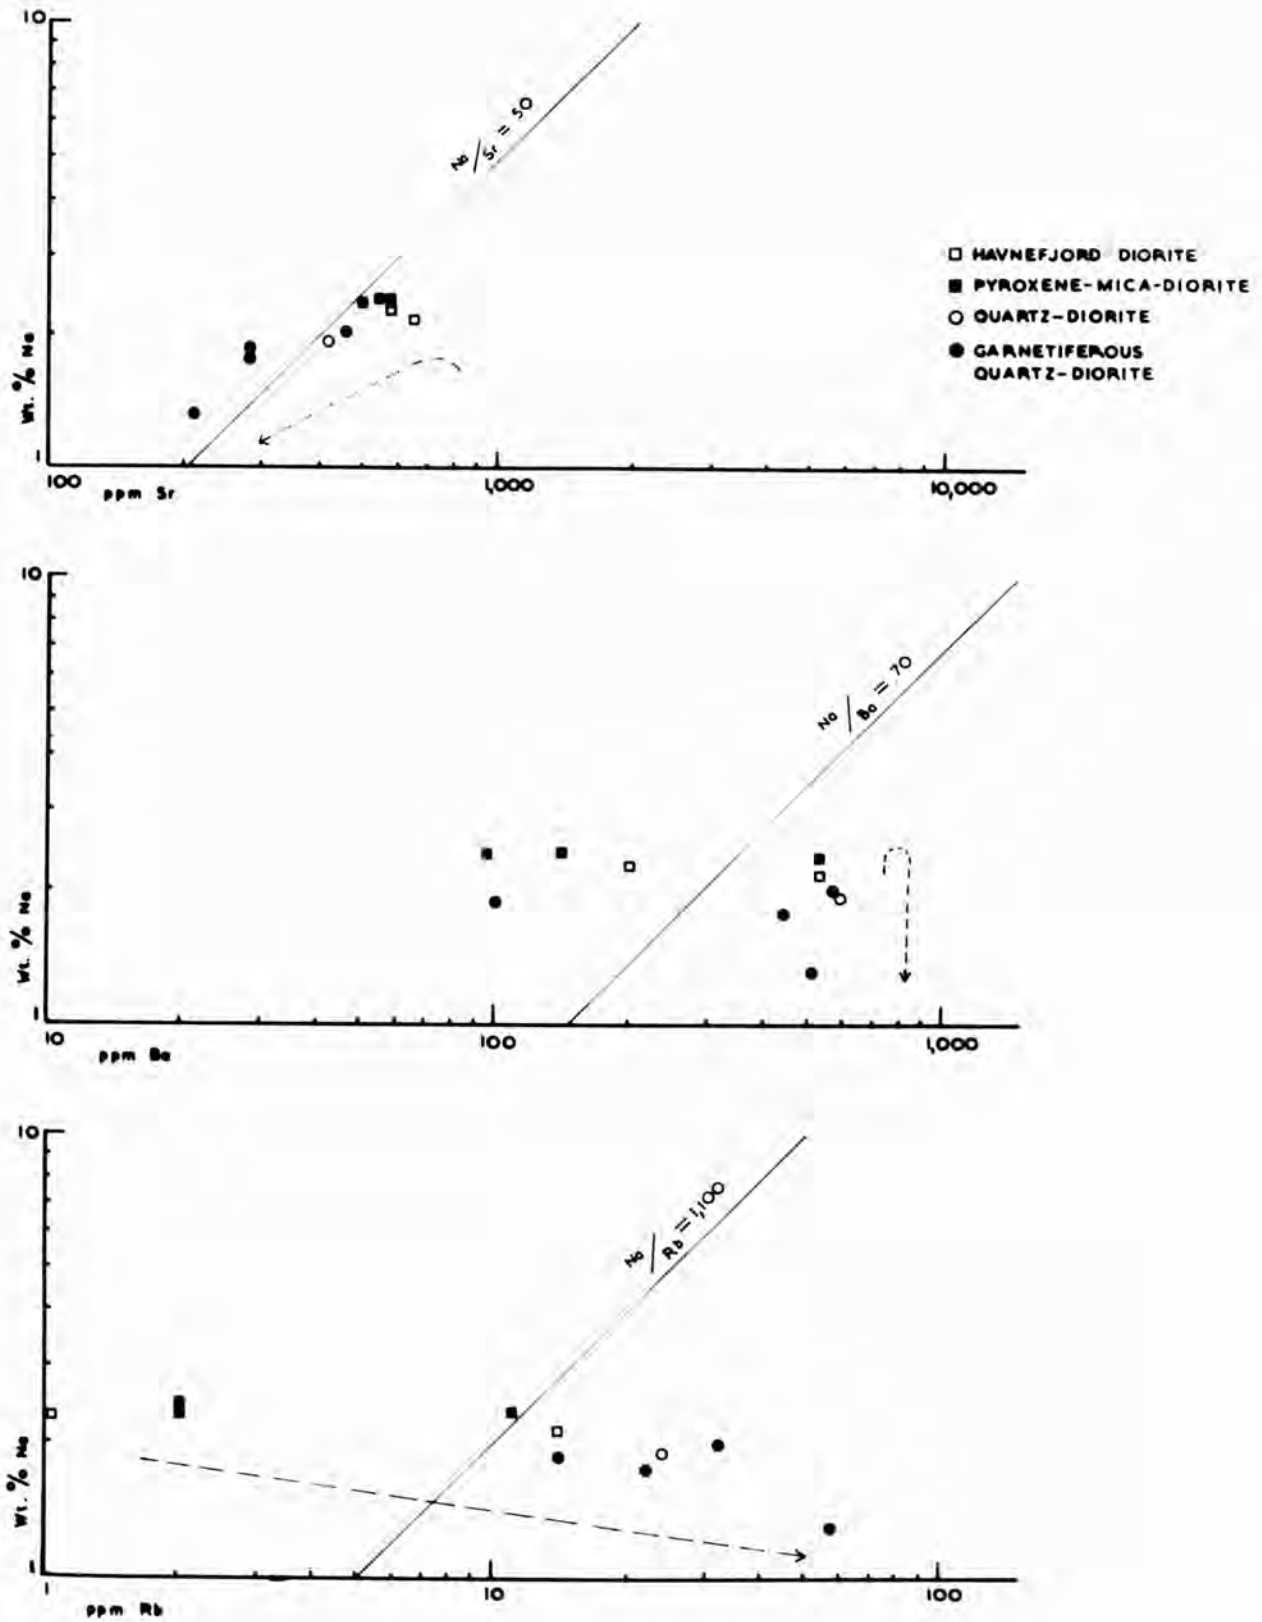 10
Na/Sr = 50
Wt. % Na
1
100
ppm Sr
1,000
10,000
HAVNEFJORD DIORITE
PYROXENE-MICA-DIORITE
QUARTZ-DIORITE
GARNETIFEROUS
QUARTZ-DIORITE
10
Na/Ba = 70
Wt. % Na
1
10
ppm Ba
100
1,000
10
Na/Rb = 1,100
Wt. % Na
1
1
ppm Rb
10
100